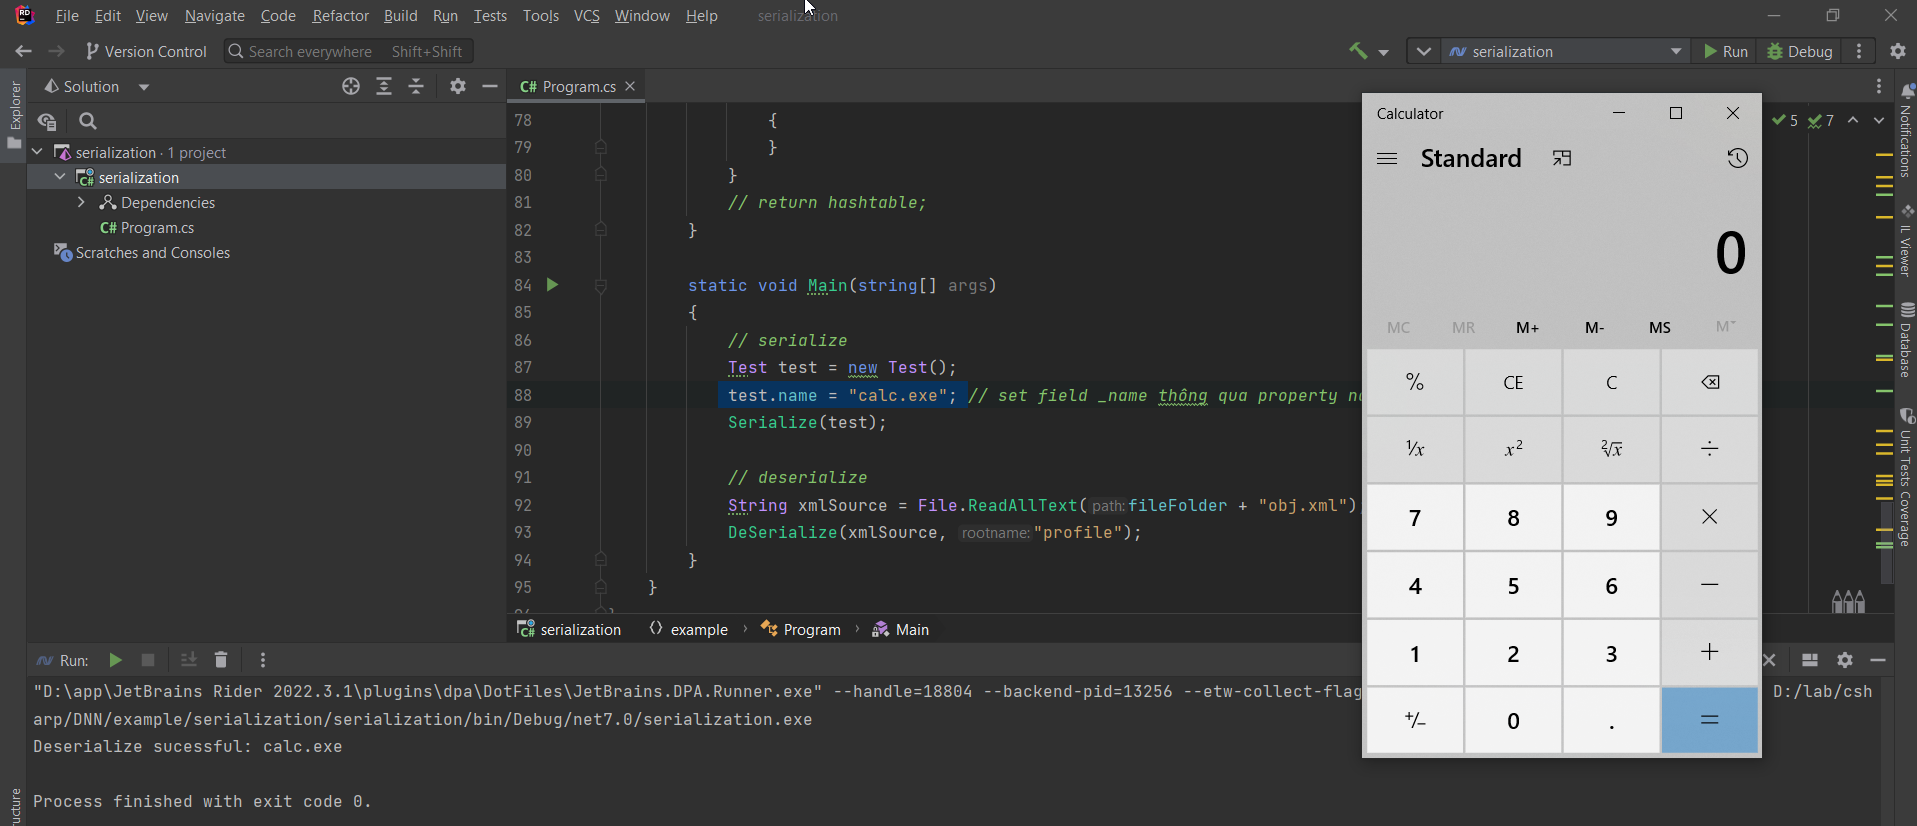 File Edit View Navigate Code Refactor Build Run Tests Tools VCS Window Help serialization
Version Control Search everywhere Shift+Shift serialization Run Debug
Explorer
Solution
C# Program.cs
serialization · 1 project
serialization
Dependencies
C# Program.cs
Scratches and Consoles
78 {
79 }
80 }
81 // return hashtable;
82 }
83
84 static void Main(string[] args)
85 {
86 // serialize
87 Test test = new Test();
88 test.name = "calc.exe"; // set field _name thông qua property
89 Serialize(test);
90
91 // deserialize
92 String xmlSource = File.ReadAllText( path: fileFolder + "obj.xml")
93 DeSerialize(xmlSource, rootname: "profile");
94 }
95 }
5 7
Calculator
Standard
0
MC MR M+ M- MS M˅
% CE C
⅟x x² ²√x ÷
7 8 9 ×
4 5 6 −
1 2 3 +
+/− 0 . =
Notifications
IL Viewer
Database
Unit Tests Coverage
serialization example › Program › Main
Run:
"D:\app\JetBrains Rider 2022.3.1\plugins\dpa\DotFiles\JetBrains.DPA.Runner.exe" --handle=18804 --backend-pid=13256 --etw-collect-flag D:/lab/csh
arp/DNN/example/serialization/serialization/bin/Debug/net7.0/serialization.exe
Deserialize sucessful: calc.exe
Process finished with exit code 0.
ucture